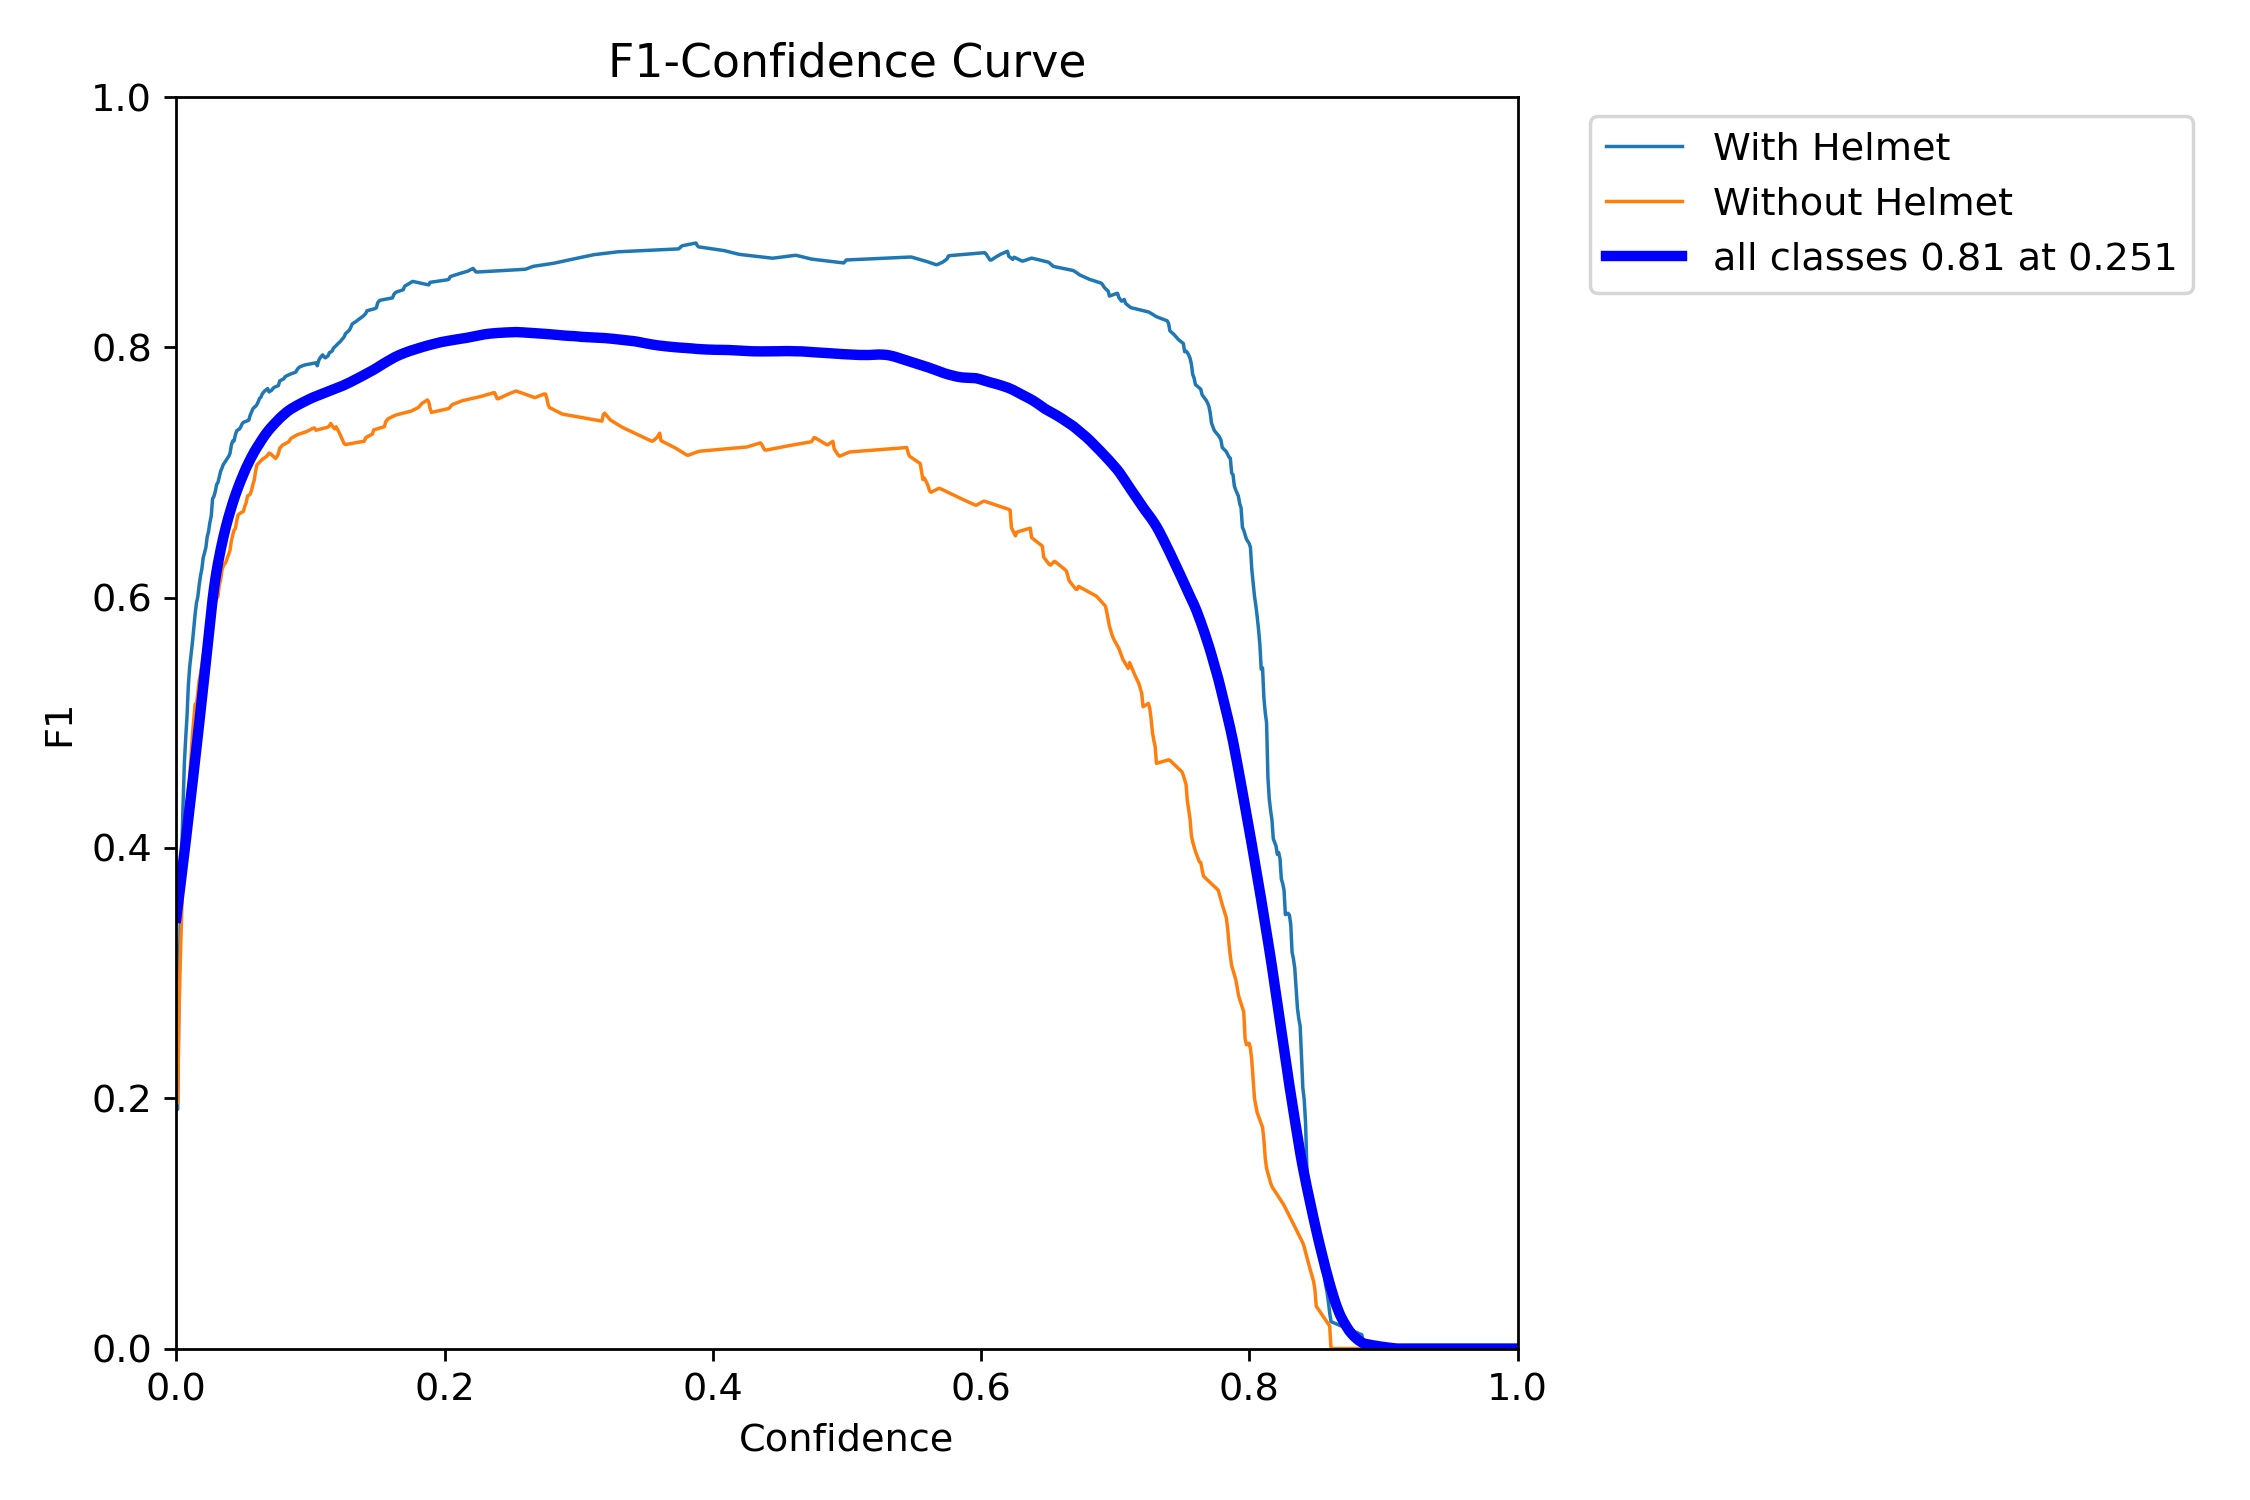 F1-Confidence Curve
With Helmet
Without Helmet
all classes 0.81 at 0.251
1.0
0.8
0.6
0.4
0.2
0.0
F1
0.0 0.2 0.4 0.6 0.8 1.0
Confidence